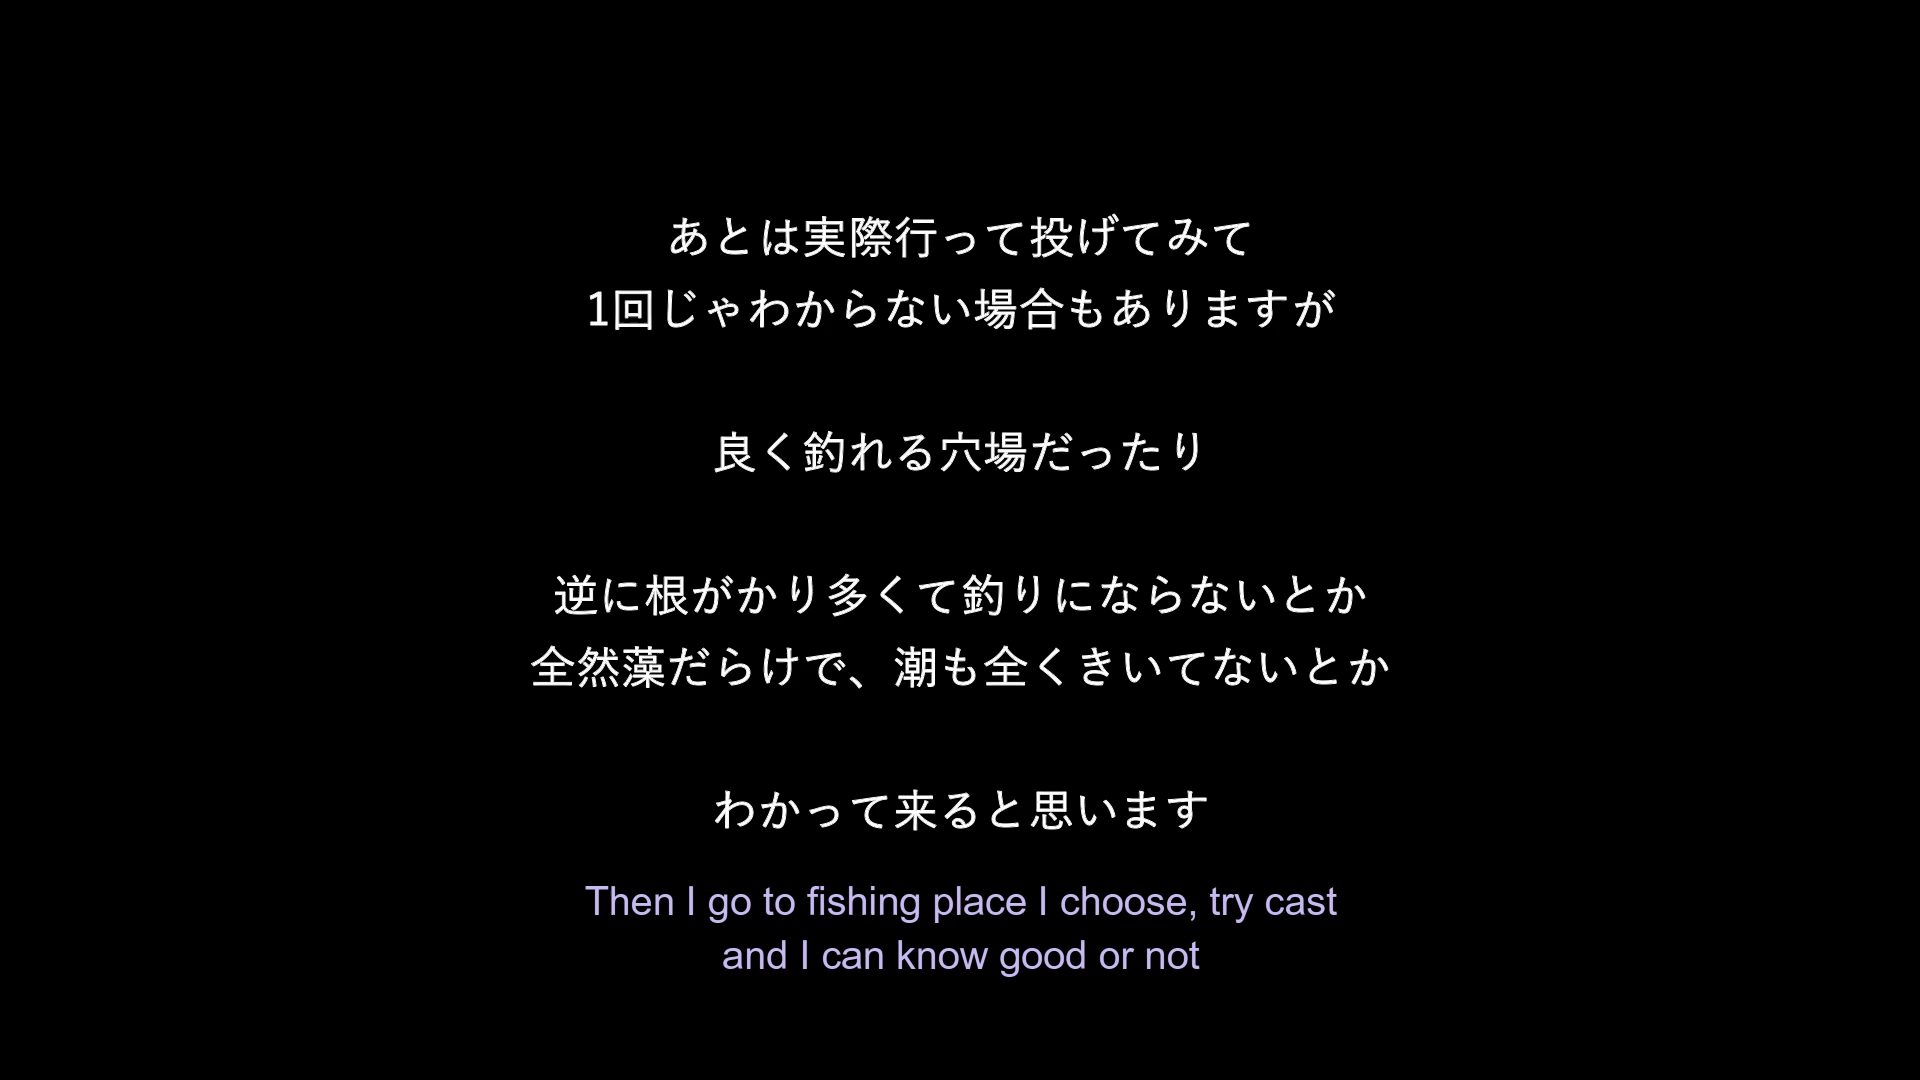 あとは実際行って投げてみて
1回じゃわからない場合もありますが
良く釣れる穴場だったり
逆に根がかり多くて釣りにならないとか
全然藻だらけで、潮も全くきいてないとか
わかって来ると思います
Then I go to fishing place I choose, try cast
and I can know good or not